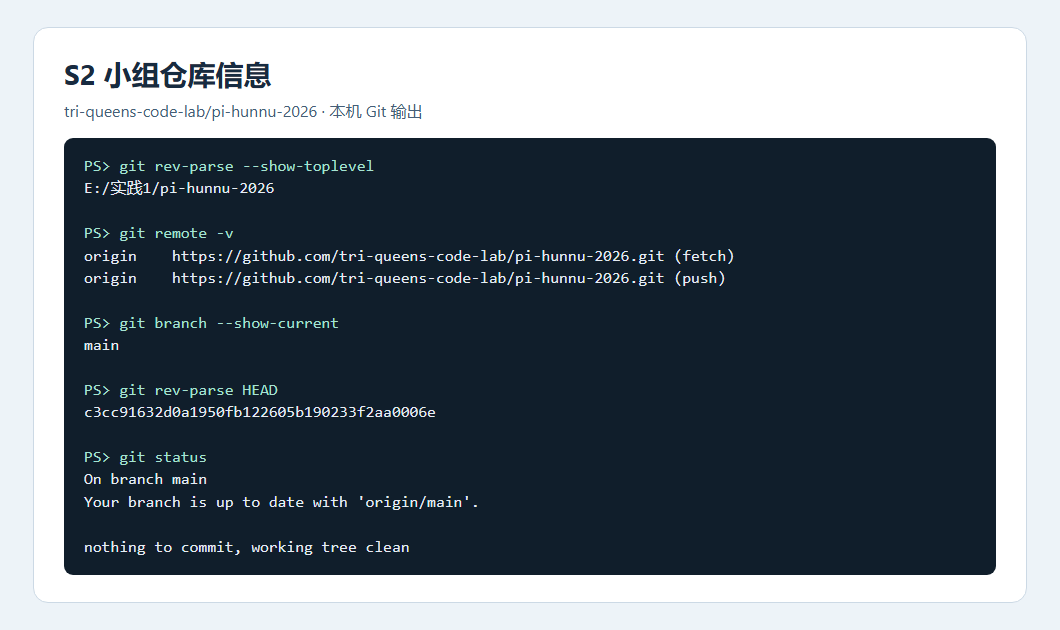 S2 小组仓库信息
tri-queens-code-lab/pi-hunnu-2026 · 本机 Git 输出
PS> git rev-parse --show-toplevel
E:/实践1/pi-hunnu-2026
PS> git remote -v
origin    https://github.com/tri-queens-code-lab/pi-hunnu-2026.git (fetch)
origin    https://github.com/tri-queens-code-lab/pi-hunnu-2026.git (push)
PS> git branch --show-current
main
PS> git rev-parse HEAD
c3cc91632d0a1950fb122605b190233f2aa0006e
PS> git status
On branch main
Your branch is up to date with 'origin/main'.
nothing to commit, working tree clean